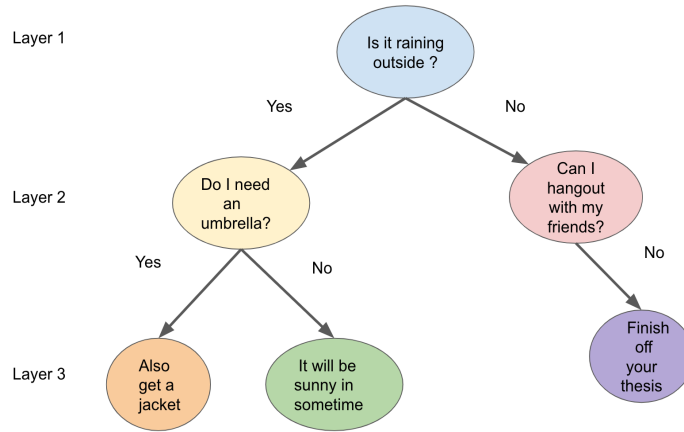 Layer 1
Is it raining
outside ?
Yes
No
Layer 2
Do I need
an
umbrella?
Can I
hangout
with my
friends?
Yes
No
No
Layer 3
Also
get a
jacket
It will be
sunny in
sometime
Finish
off
your
thesis